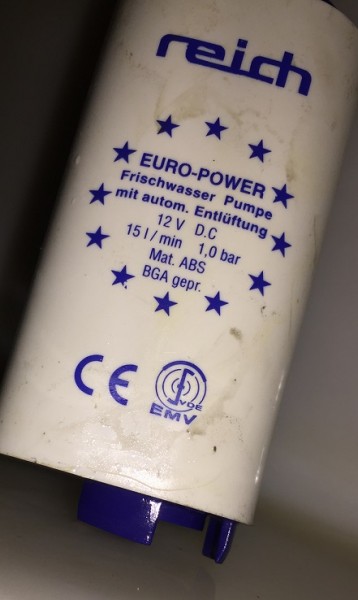 reich
EURO-POWER
Frischwasser Pumpe
mit autom. Entlüftung
12 V D.C
15 l / min 1,0 bar
Mat. ABS
BGA gepr.
CE
VDE
EMV